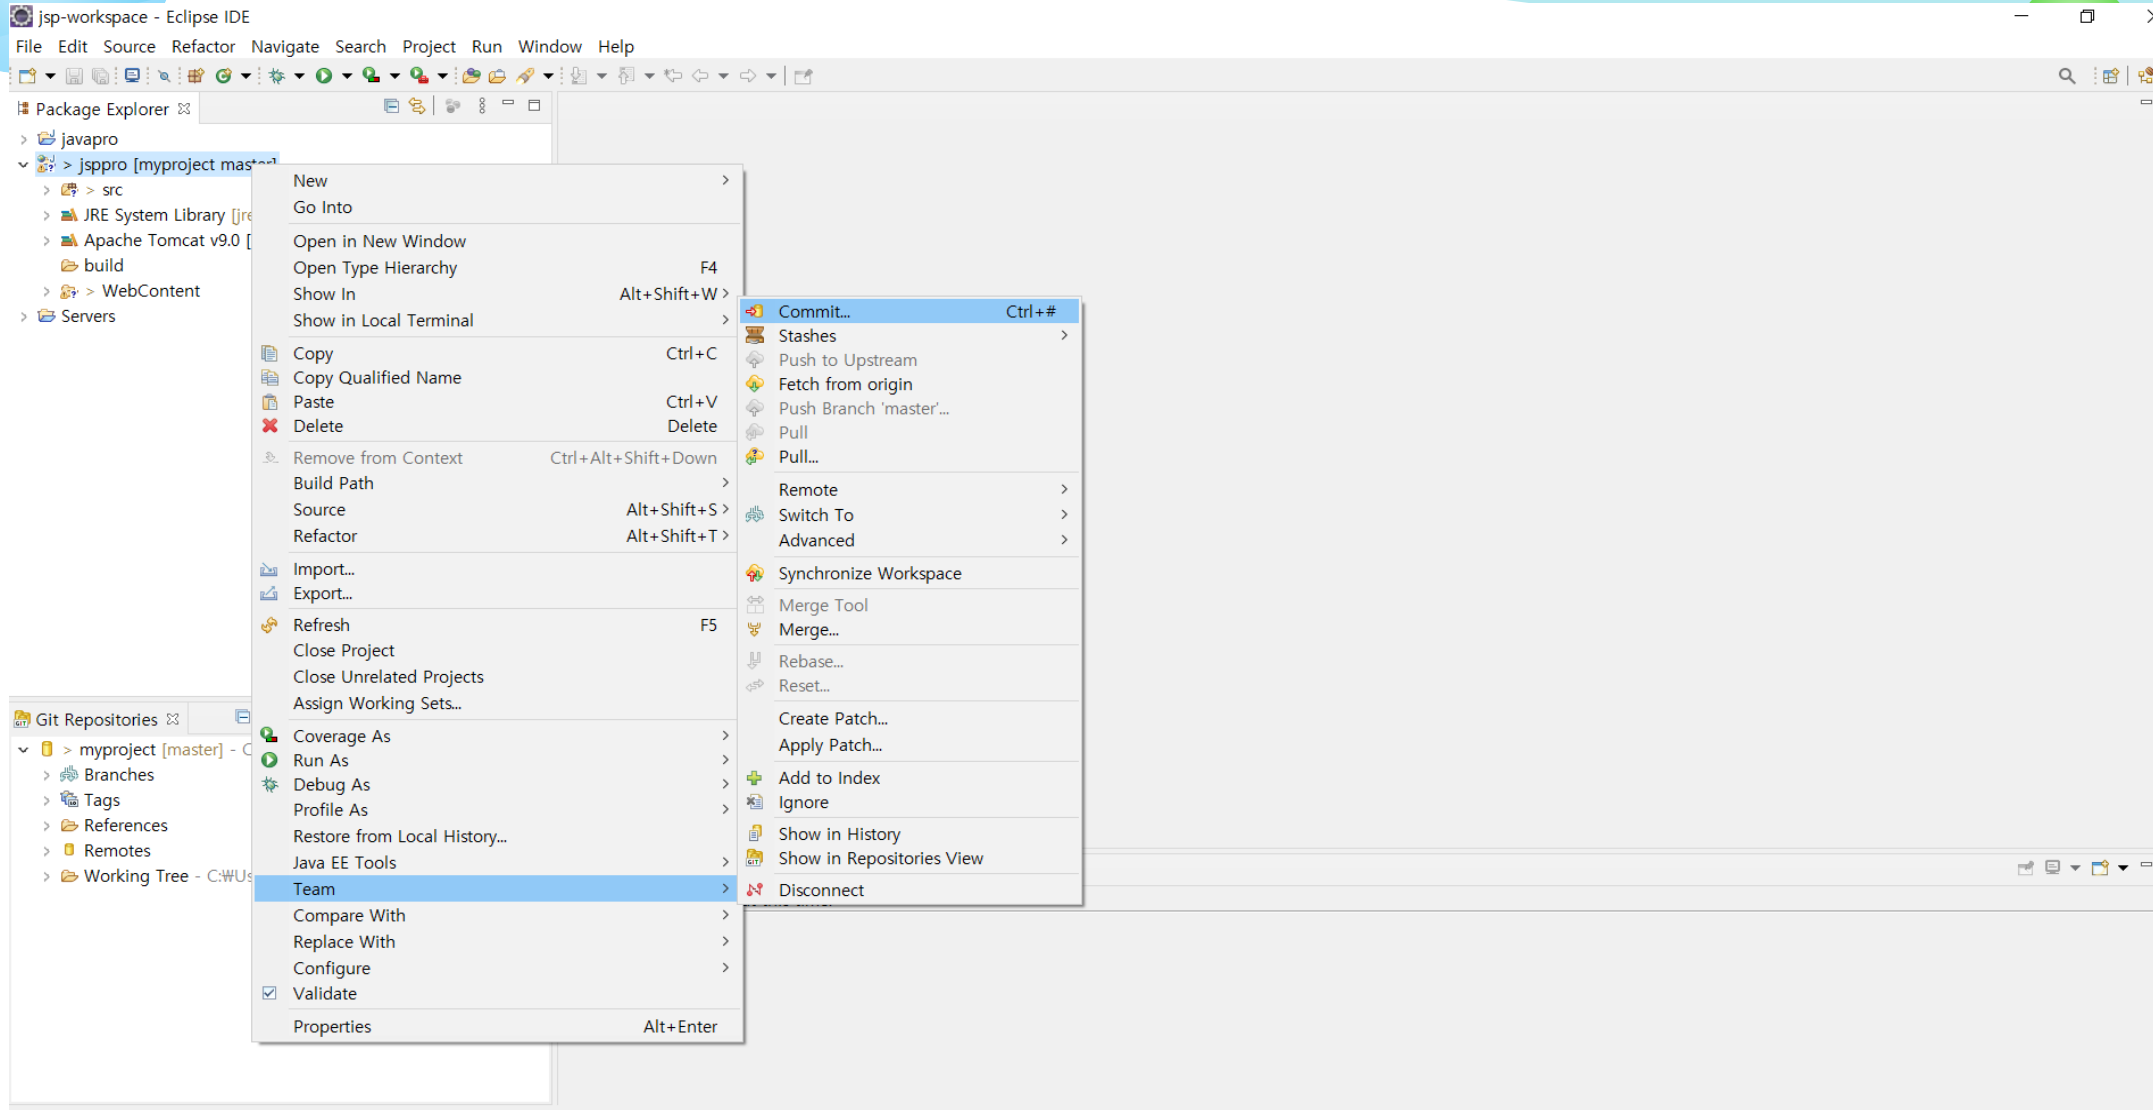 jsp-workspace - Eclipse IDE
File Edit Source Refactor Navigate Search Project Run Window Help
Package Explorer
javapro
> jsppro [myproject master]
> src
JRE System Library [jre
Apache Tomcat v9.0 [
build
> WebContent
Servers
New
Go Into
Open in New Window
Open Type Hierarchy F4
Show In Alt+Shift+W
Show in Local Terminal
Copy Ctrl+C
Copy Qualified Name
Paste Ctrl+V
Delete Delete
Remove from Context Ctrl+Alt+Shift+Down
Build Path
Source Alt+Shift+S
Refactor Alt+Shift+T
Import...
Export...
Refresh F5
Close Project
Close Unrelated Projects
Assign Working Sets...
Coverage As
Run As
Debug As
Profile As
Restore from Local History...
Java EE Tools
Team
Compare With
Replace With
Configure
Validate
Properties Alt+Enter
Commit... Ctrl+#
Stashes
Push to Upstream
Fetch from origin
Push Branch 'master'...
Pull
Pull...
Remote
Switch To
Advanced
Synchronize Workspace
Merge Tool
Merge...
Rebase...
Reset...
Create Patch...
Apply Patch...
Add to Index
Ignore
Show in History
Show in Repositories View
Disconnect
Git Repositories
> myproject [master] - C
Branches
Tags
References
Remotes
Working Tree - C:₩Us